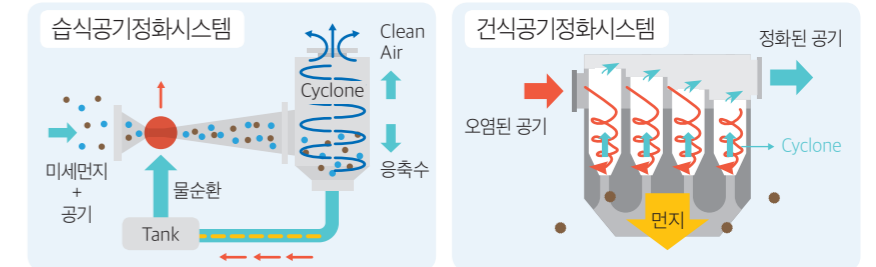 습식공기정화시스템
Clean
Air
Cyclone
미세먼지
+
공기
물순환
응축수
Tank
건식공기정화시스템
정화된 공기
오염된 공기
Cyclone
먼지